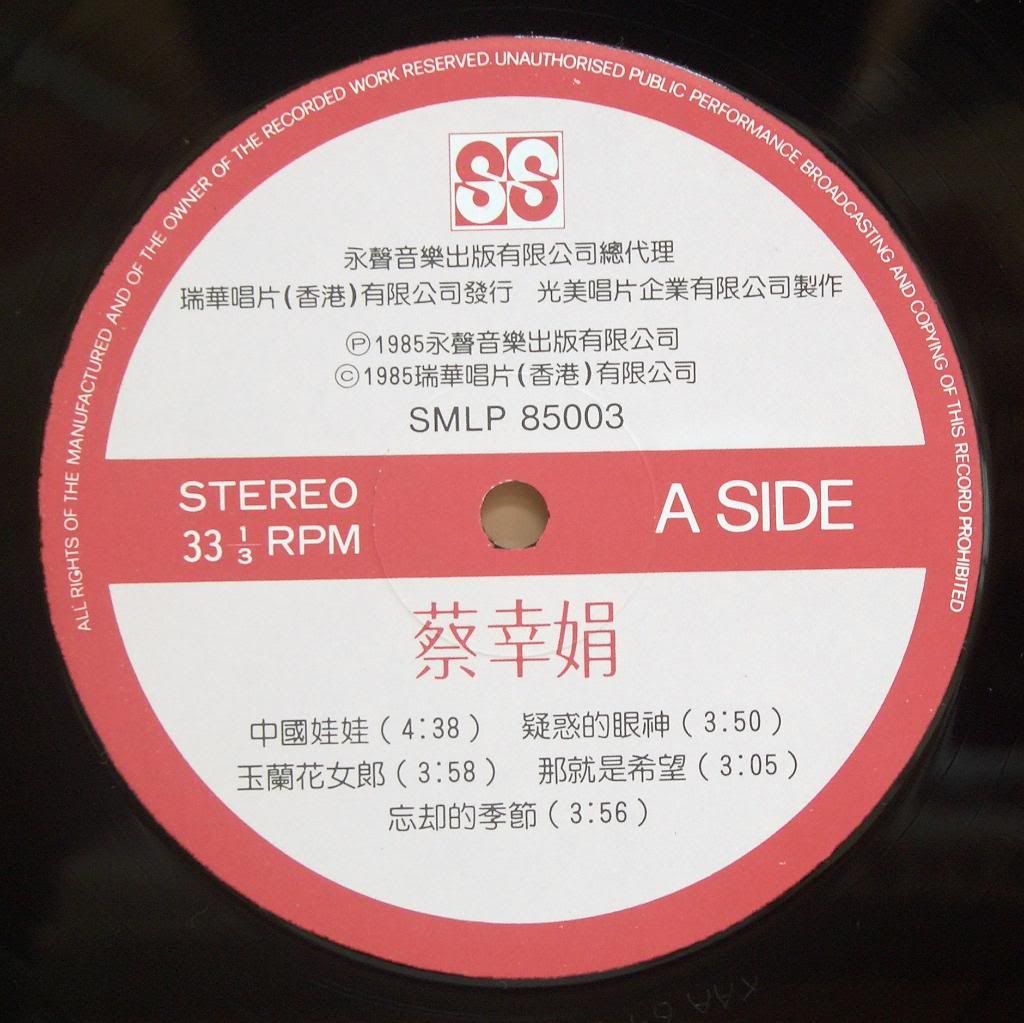 ALL RIGHTS OF THE MANUFACTURED AND OF THE OWNER OF THE RECORDED WORK RESERVED. UNAUTHORISED PUBLIC PERFORMANCE BROADCASTING AND COPYING OF THIS RECORD PROHIBITED
SS
永聲音樂出版有限公司總代理
瑞華唱片(香港)有限公司發行 光美唱片企業有限公司製作
Ⓟ1985永聲音樂出版有限公司
©1985瑞華唱片(香港)有限公司
SMLP 85003
STEREO
33 1/3 RPM
A SIDE
蔡幸娟
中國娃娃(4:38) 疑惑的眼神(3:50)
玉蘭花女郎(3:58) 那就是希望(3:05)
忘却的季節(3:56)